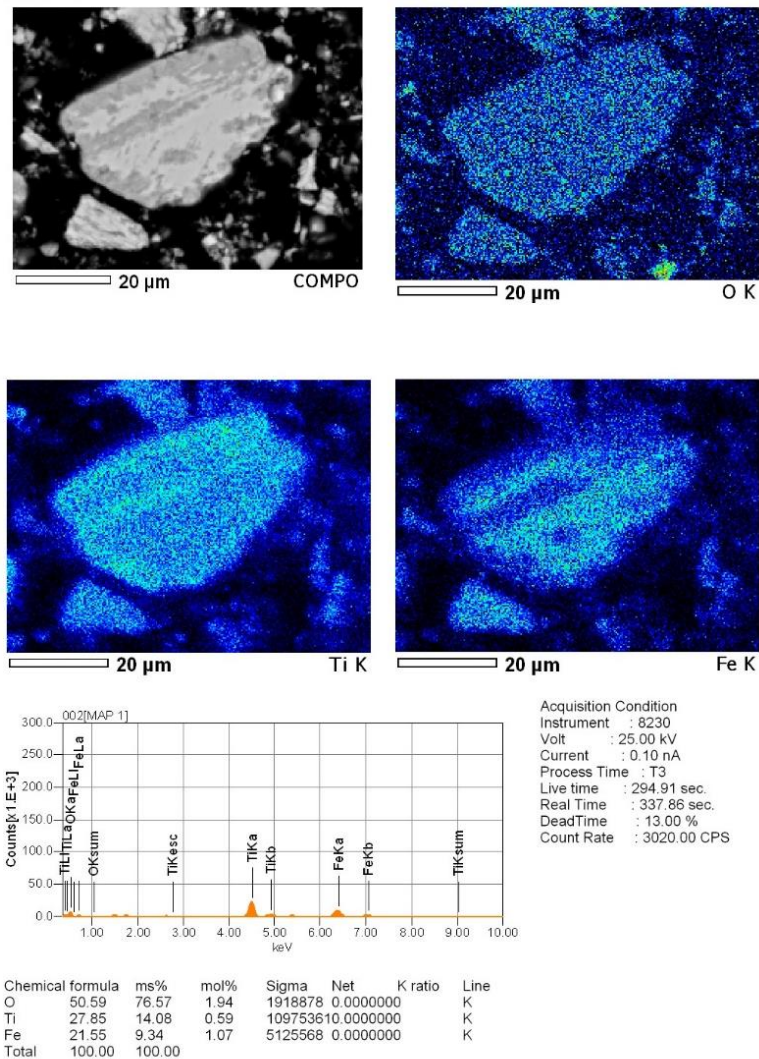 20 µm COMPO
20 µm O K
20 µm Ti K
20 µm Fe K
002[MAP 1]
300.0
250.0
200.0
150.0
100.0
50.0
0.0
Counts[x1.E+3]
TiLl
TiLa
OKa
FeLl
FeLa
OKsum
TiKesc
TiKa
TiKb
FeKa
FeKb
TiKsum
1.00 2.00 3.00 4.00 5.00 6.00 7.00 8.00 9.00 10.00
keV
Acquisition Condition
Instrument : 8230
Volt : 25.00 kV
Current : 0.10 nA
Process Time : T3
Live time : 294.91 sec.
Real Time : 337.86 sec.
DeadTime : 13.00 %
Count Rate : 3020.00 CPS
Chemical formula ms% mol% Sigma Net K ratio Line
O 50.59 76.57 1.94 1918878 0.0000000 K
Ti 27.85 14.08 0.59 10975361 0.0000000 K
Fe 21.55 9.34 1.07 5125568 0.0000000 K
Total 100.00 100.00